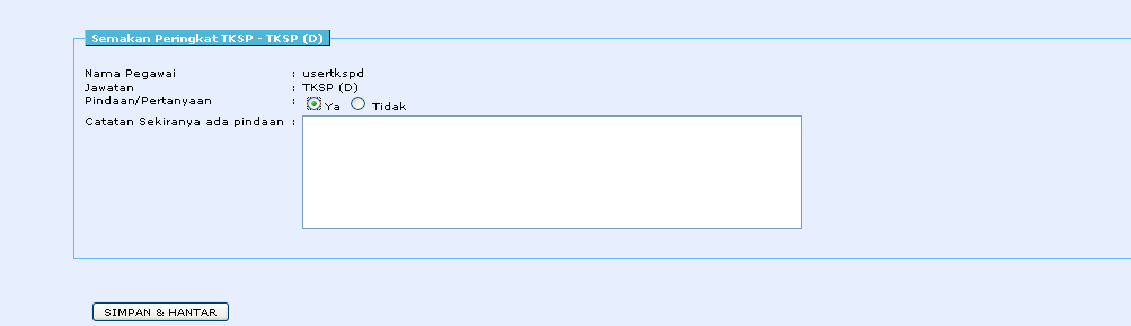 Semakan Peringkat TKSP - TKSP (D)
Nama Pegawai : usertkspd
Jawatan : TKSP (D)
Pindaan/Pertanyaan : Ya Tidak
Catatan Sekiranya ada pindaan :
SIMPAN & HANTAR